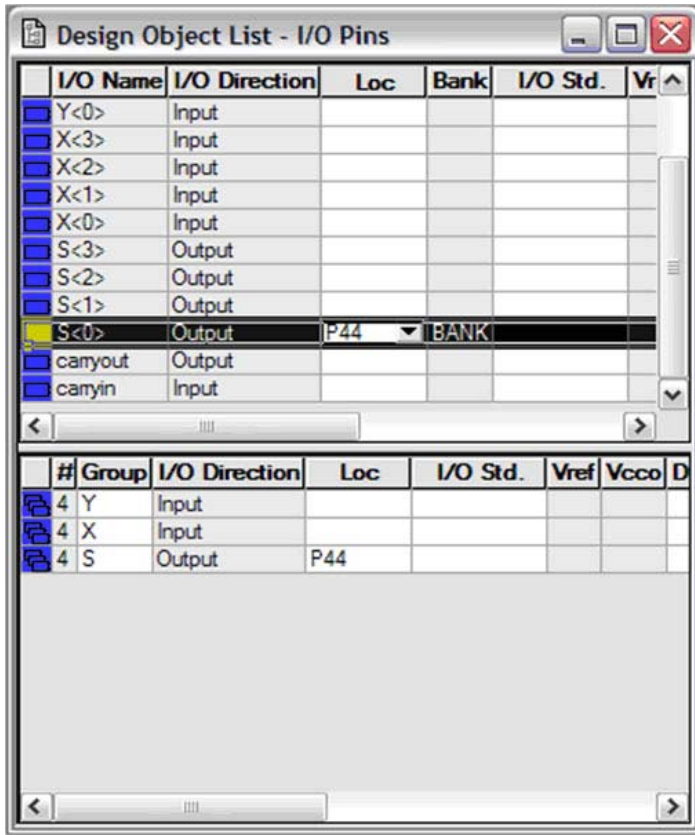 Design Object List - I/O Pins
I/O Name I/O Direction Loc Bank I/O Std. Vr
Y<0> Input
X<3> Input
X<2> Input
X<1> Input
X<0> Input
S<3> Output
S<2> Output
S<1> Output
S<0> Output P44 BANK
carryout Output
carryin Input
# Group I/O Direction Loc I/O Std. Vref Vcco D
4 Y Input
4 X Input
4 S Output P44